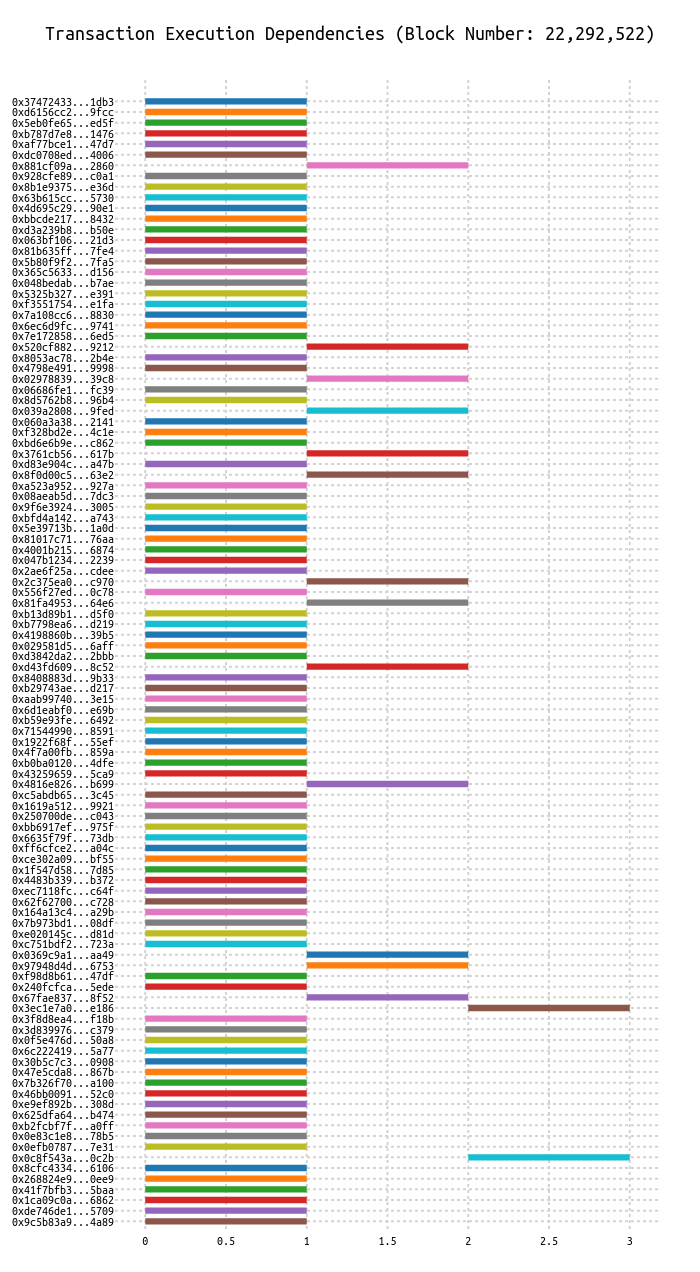 Transaction Execution Dependencies (Block Number: 22,292,522)
0x37472433...1db3
0xd6156cc2...9fcc
0x5eb0fe65...ed5f
0xb787d7e8...1476
0xaf77bce1...47d7
0xdc0708ed...4006
0x881cf09a...2860
0x928cfe89...c0a1
0x8b1e9375...e36d
0x63b615cc...5730
0x4d695c29...90e1
0xbbcde217...8432
0xd3a239b8...b50e
0x063bf106...21d3
0x81b635ff...7fe4
0x5b80f9f2...7fa5
0x365c5633...d156
0x048bedab...b7ae
0x5325b327...e391
0xf3551754...e1fa
0x7a108cc6...8830
0x6ec6d9fc...9741
0x7e172858...6ed5
0x520cf882...9212
0x8053ac78...2b4e
0x4798e491...9998
0x02978839...39c8
0x06686fe1...fc39
0x8d5762b8...96b4
0x039a2808...9fed
0x060a3a38...2141
0xf328bd2e...4c1e
0xbd6e6b9e...c862
0x3761cb56...617b
0xd83e904c...a47b
0x8f0d00c5...63e2
0xa523a952...927a
0x08aeab5d...7dc3
0x9f6e3924...3005
0xbfd4a142...a743
0x5e39713b...1a0d
0x81017c71...76aa
0x4001b215...6874
0x047b1234...2239
0x2ae6f25a...cdee
0x2c375ea0...c970
0x556f27ed...0c78
0x81fa4953...64e6
0xb13d89b1...d5f0
0xb7798ea6...d219
0x4198860b...39b5
0x029581d5...6aff
0xd3842da2...2bbb
0xd43fd609...8c52
0x8408883d...9b33
0xb29743ae...d217
0xaab99740...3e15
0x6d1eabf0...e69b
0xb59e93fe...6492
0x71544990...8591
0x1922f68f...55ef
0x4f7a00fb...859a
0xb0ba0120...4dfe
0x43259659...5ca9
0x4816e826...b699
0xc5abdb65...3c45
0x1619a512...9921
0x250700de...c043
0xbb6917ef...975f
0x6635f79f...73db
0xff6cfce2...a04c
0xce302a09...bf55
0x1f547d58...7d85
0x4483b339...b372
0xec7118fc...c64f
0x62f62700...c728
0x164a13c4...a29b
0x7b973bd1...08df
0xe020145c...d81d
0xc751bdf2...723a
0x0369c9a1...aa49
0x97948d4d...6753
0xf98d8b61...47df
0x240fcfca...5ede
0x67fae837...8f52
0x3ec1e7a0...e186
0x3f8d8ea4...f18b
0x3d839976...c379
0x0f5e476d...50a8
0x6c222419...5a77
0x30b5c7c3...0908
0x47e5cda8...867b
0x7b326f70...a100
0x46bb0091...52c0
0xe9ef892b...308d
0x625dfa64...b474
0xb2fcbf7f...a0ff
0x0e83c1e8...78b5
0x0efb0787...7e31
0x0c8f543a...0c2b
0x8cfc4334...6106
0x268824e9...0ee9
0x41f7bfb3...5baa
0x1ca09c0a...6862
0xde746de1...5709
0x9c5b83a9...4a89
0 0.5 1 1.5 2 2.5 3